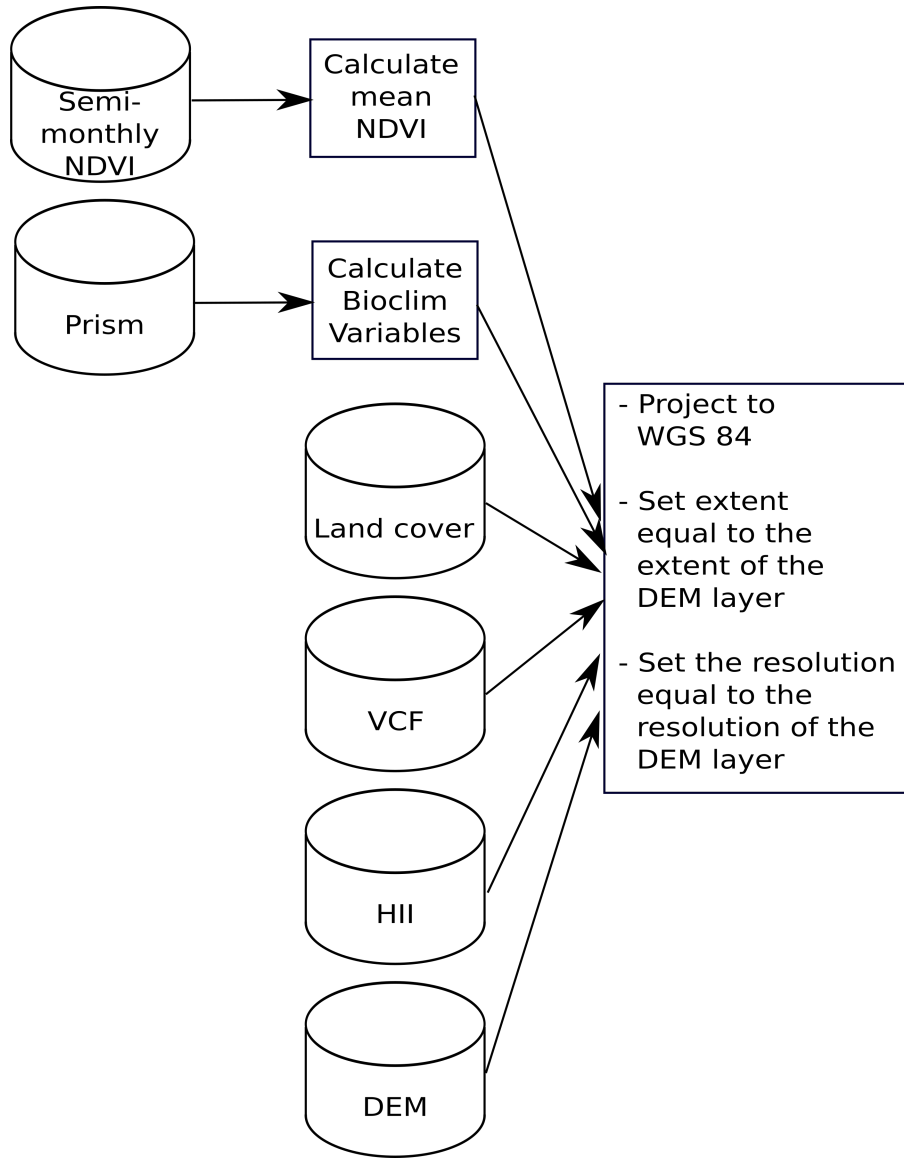 Semi-
monthly
NDVI
Calculate
mean
NDVI
Prism
Calculate
Bioclim
Variables
Land cover
VCF
HII
DEM
- Project to
WGS 84
- Set extent
equal to the
extent of the
DEM layer
- Set the resolution
equal to the
resolution of the
DEM layer